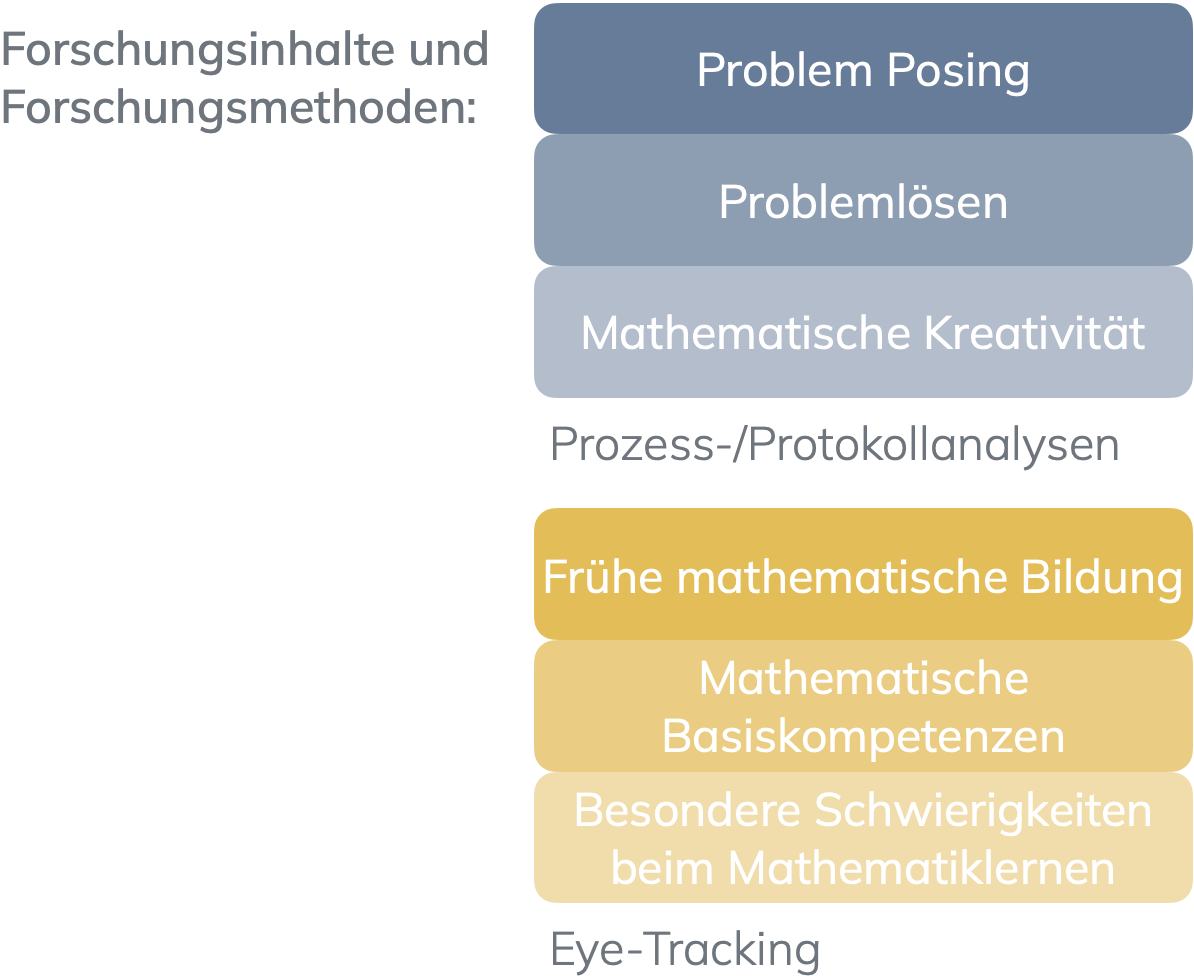 Forschungsinhalte und
Forschungsmethoden:
Problem Posing
Problemlösen
Mathematische Kreativität
Prozess-/Protokollanalysen
Frühe mathematische Bildung
Mathematische
Basiskompetenzen
Besondere Schwierigkeiten
beim Mathematiklernen
Eye-Tracking